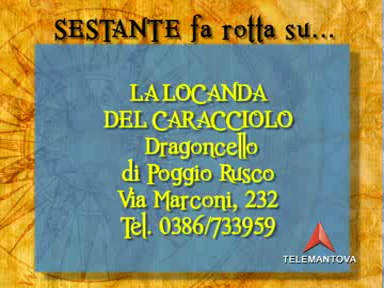 SESTANTE fa rotta su...
LA LOCANDA
DEL CARACCIOLO
Dragoncello
di Poggio Rusco
Via Marconi, 232
Tel. 0386/733959
TELEMANTOVA